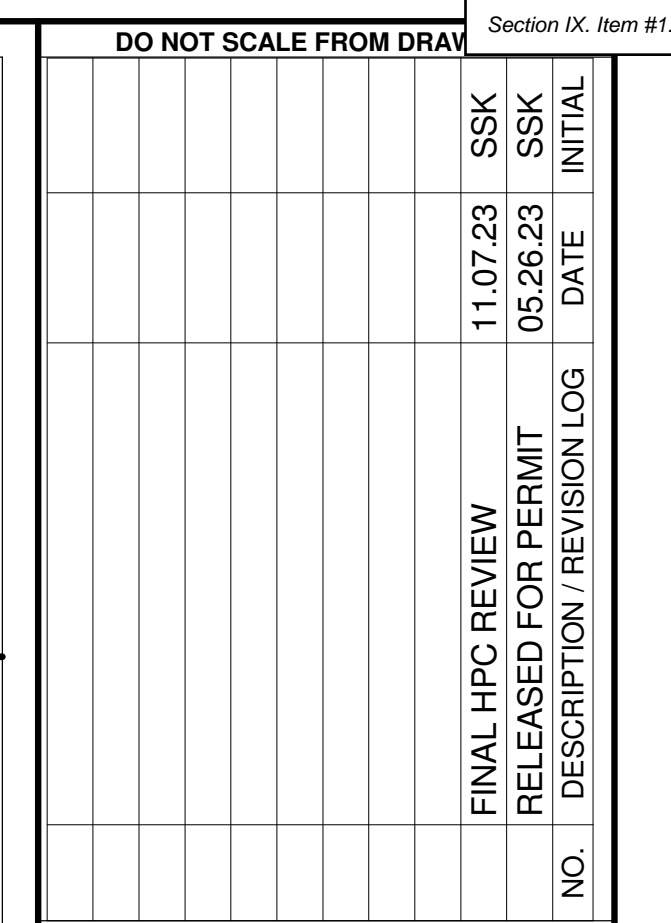 Section IX. Item #1.
DO NOT SCALE FROM DRAW
FINAL HPC REVIEW 11.07.23 SSK
RELEASED FOR PERMIT 05.26.23 SSK
NO. DESCRIPTION / REVISION LOG DATE INITIAL